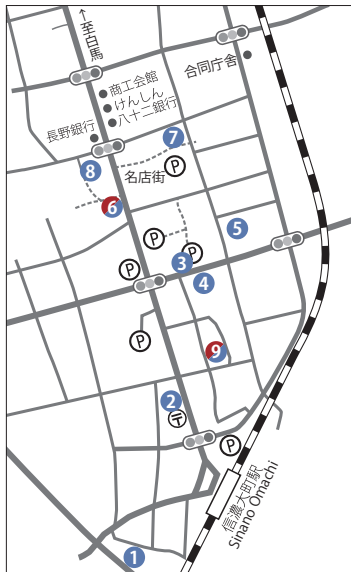 ←至白馬
合同庁舎
商工会館
けんしん
八十二銀行
長野銀行
7
P
8
名店街
6
5
P
P
3
P
4
P
9
2
〒
P
信濃大町駅
Sinano Omachi
1